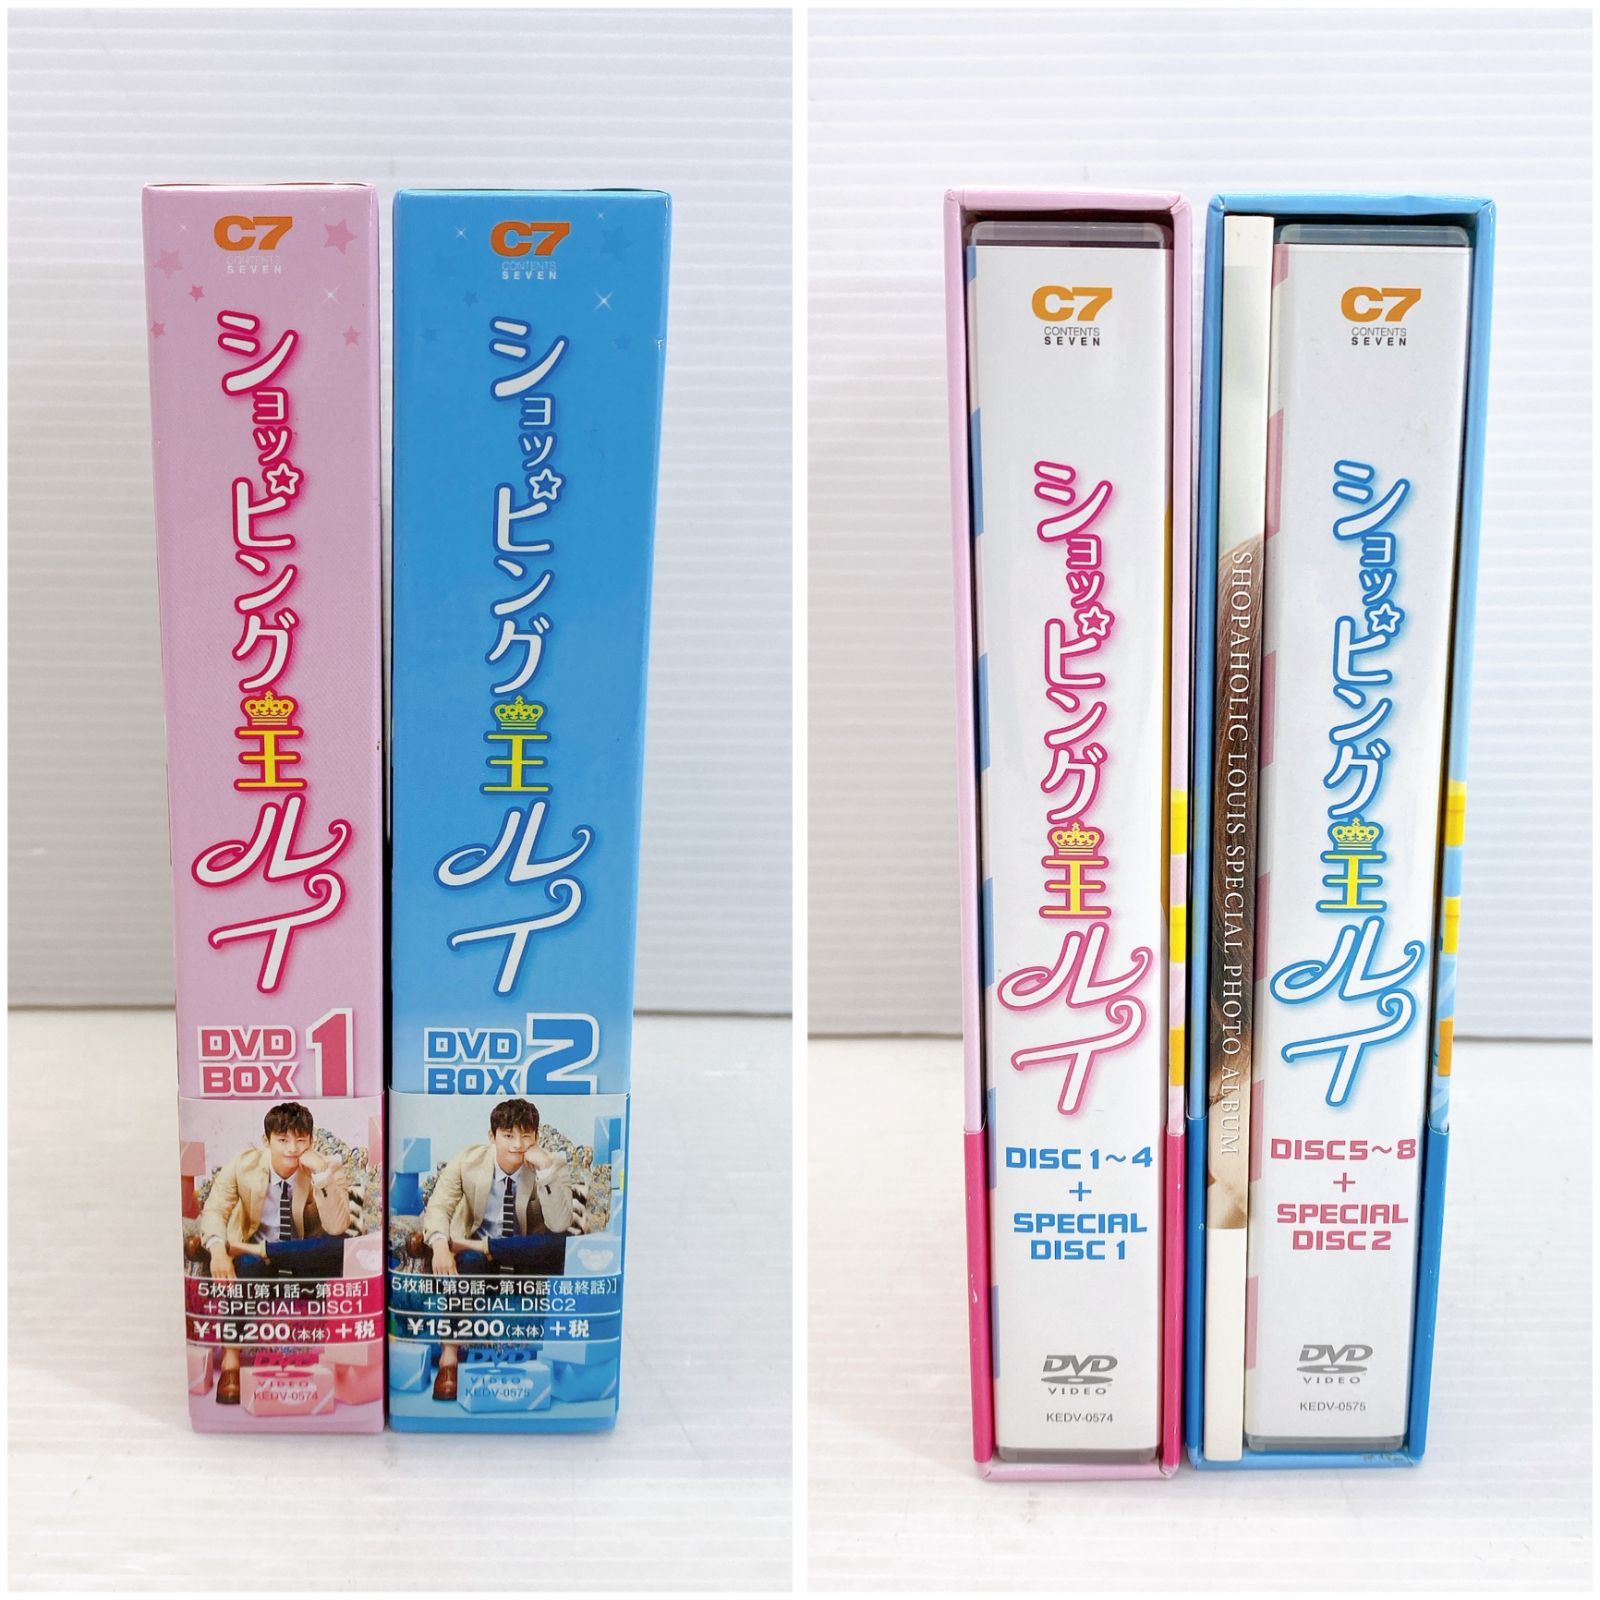 C7
CONTENTS
SEVEN
ショッピング王ルイ
DVD
BOX 1
5枚組[第1話～第8話]
+SPECIAL DISC1
¥15,200(本体)+税
DVD
VIDEO
KEDV-0574
C7
CONTENTS
SEVEN
ショッピング王ルイ
DVD
BOX 2
5枚組[第9話～第16話(最終話)]
+SPECIAL DISC2
¥15,200(本体)+税
DVD
VIDEO
KEDV-0575
C7
CONTENTS
SEVEN
ショッピング王ルイ
DISC 1～4
+
SPECIAL
DISC 1
DVD
VIDEO
KEDV-0574
SHOPAHOLIC LOUIS SPECIAL PHOTO ALBUM
C7
CONTENTS
SEVEN
ショッピング王ルイ
DISC 5～8
+
SPECIAL
DISC 2
DVD
VIDEO
KEDV-0575